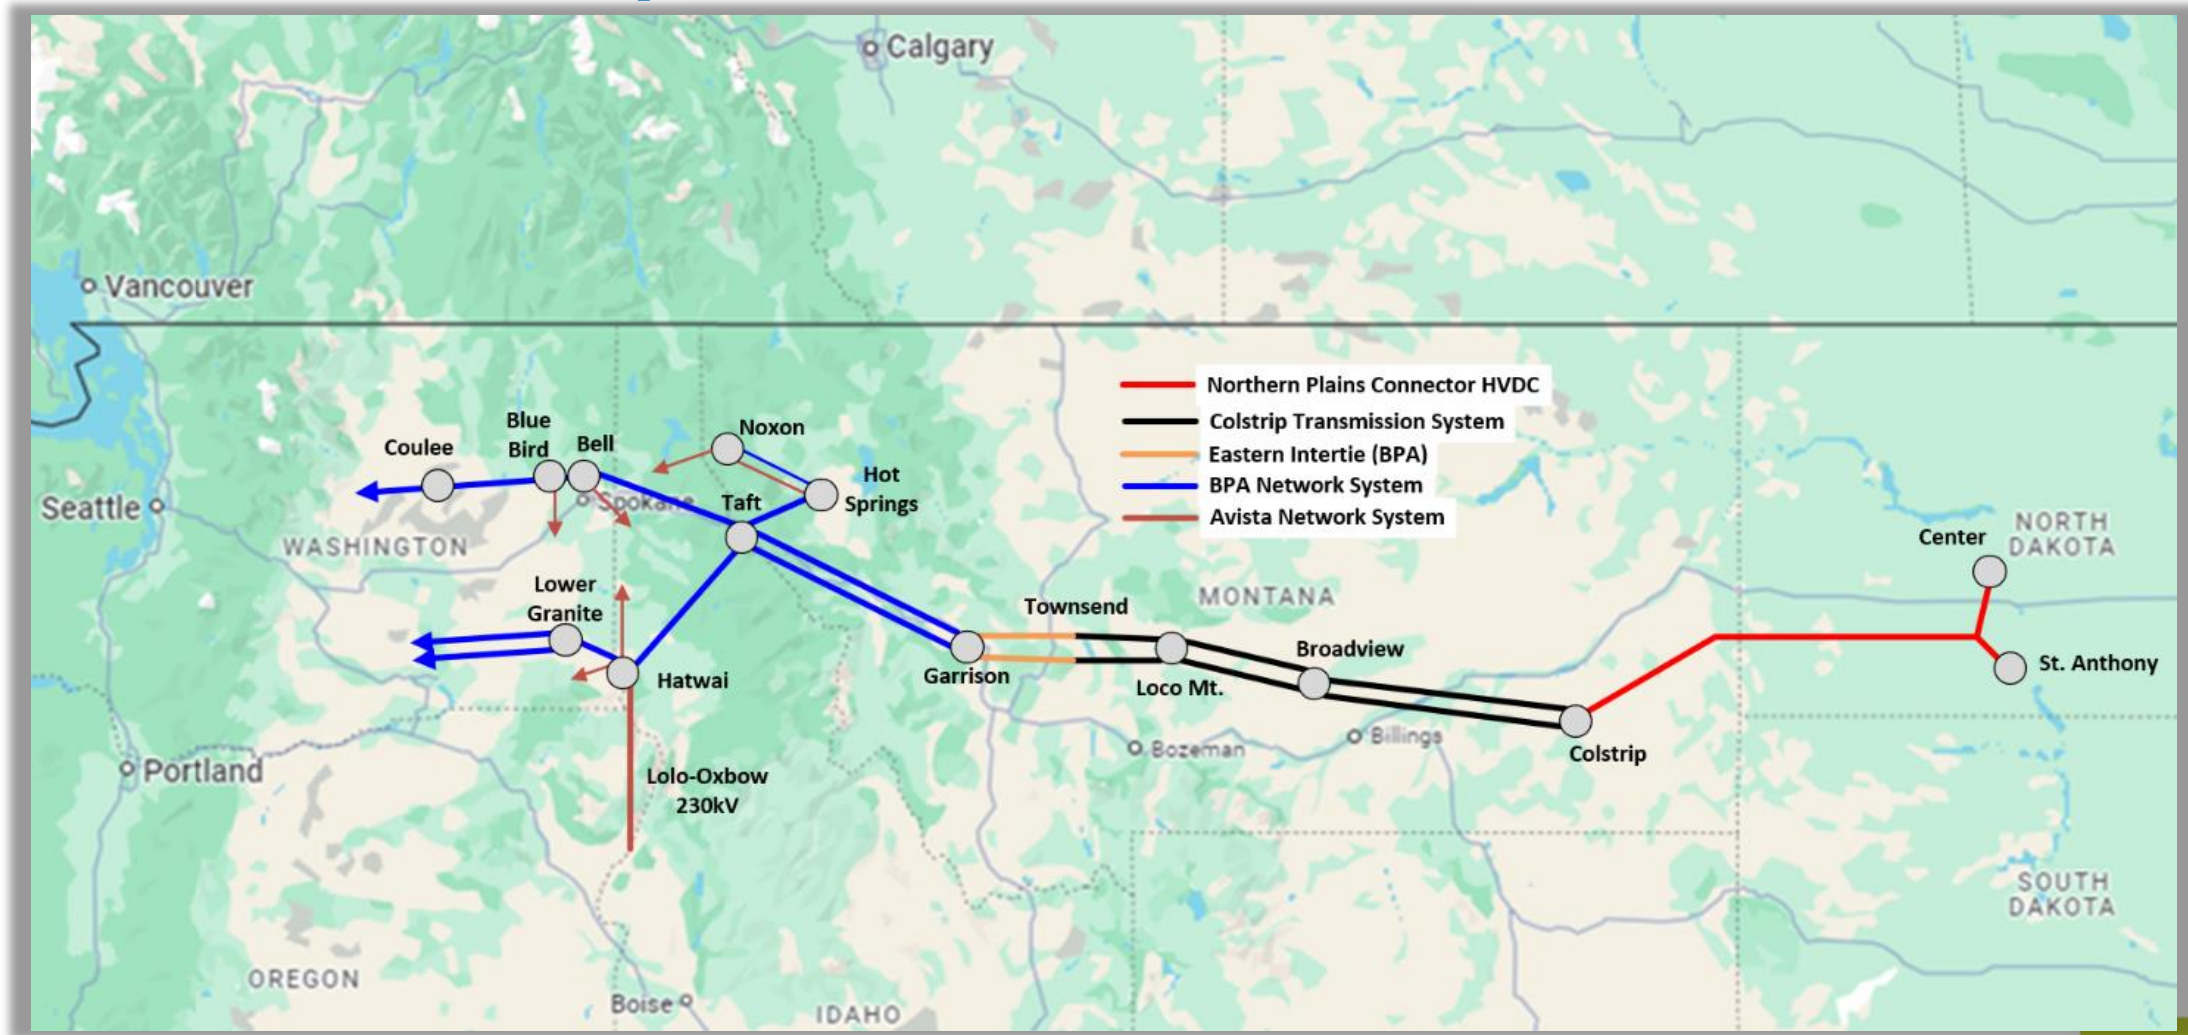 Calgary
Vancouver
Northern Plains Connector HVDC
Colstrip Transmission System
Eastern Intertie (BPA)
BPA Network System
Avista Network System
Blue
Bird
Bell
Coulee
Noxon
Hot
Springs
Taft
Spokane
Seattle
WASHINGTON
NORTH
DAKOTA
Center
Lower
Granite
Townsend
MONTANA
Broadview
Garrison
Loco Mt.
Hatwai
St. Anthony
Bozeman
Billings
Colstrip
Portland
Lolo-Oxbow
230kV
SOUTH
DAKOTA
OREGON
Boise
IDAHO